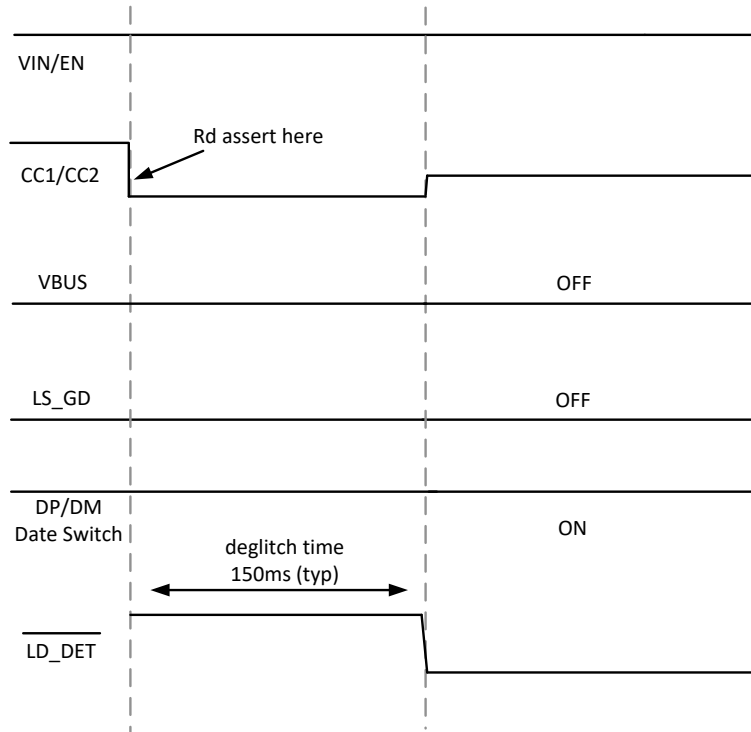 VIN/EN
Rd assert here
CC1/CC2
VBUS
OFF
LS_GD
OFF
DP/DM
Date Switch
ON
deglitch time
150ms (typ)
LD_DET